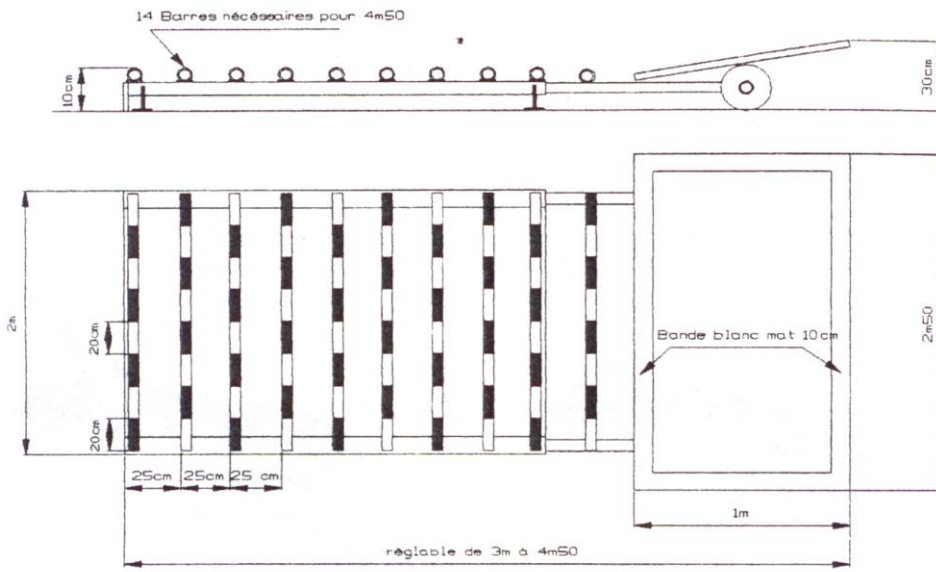 14 Barres nécessaires pour 4m50
10cm
30cm
2m
20cm
20cm
Bande blanc mat 10cm
2m50
25cm
25cm
25 cm
1m
règlable de 3m à 4m50